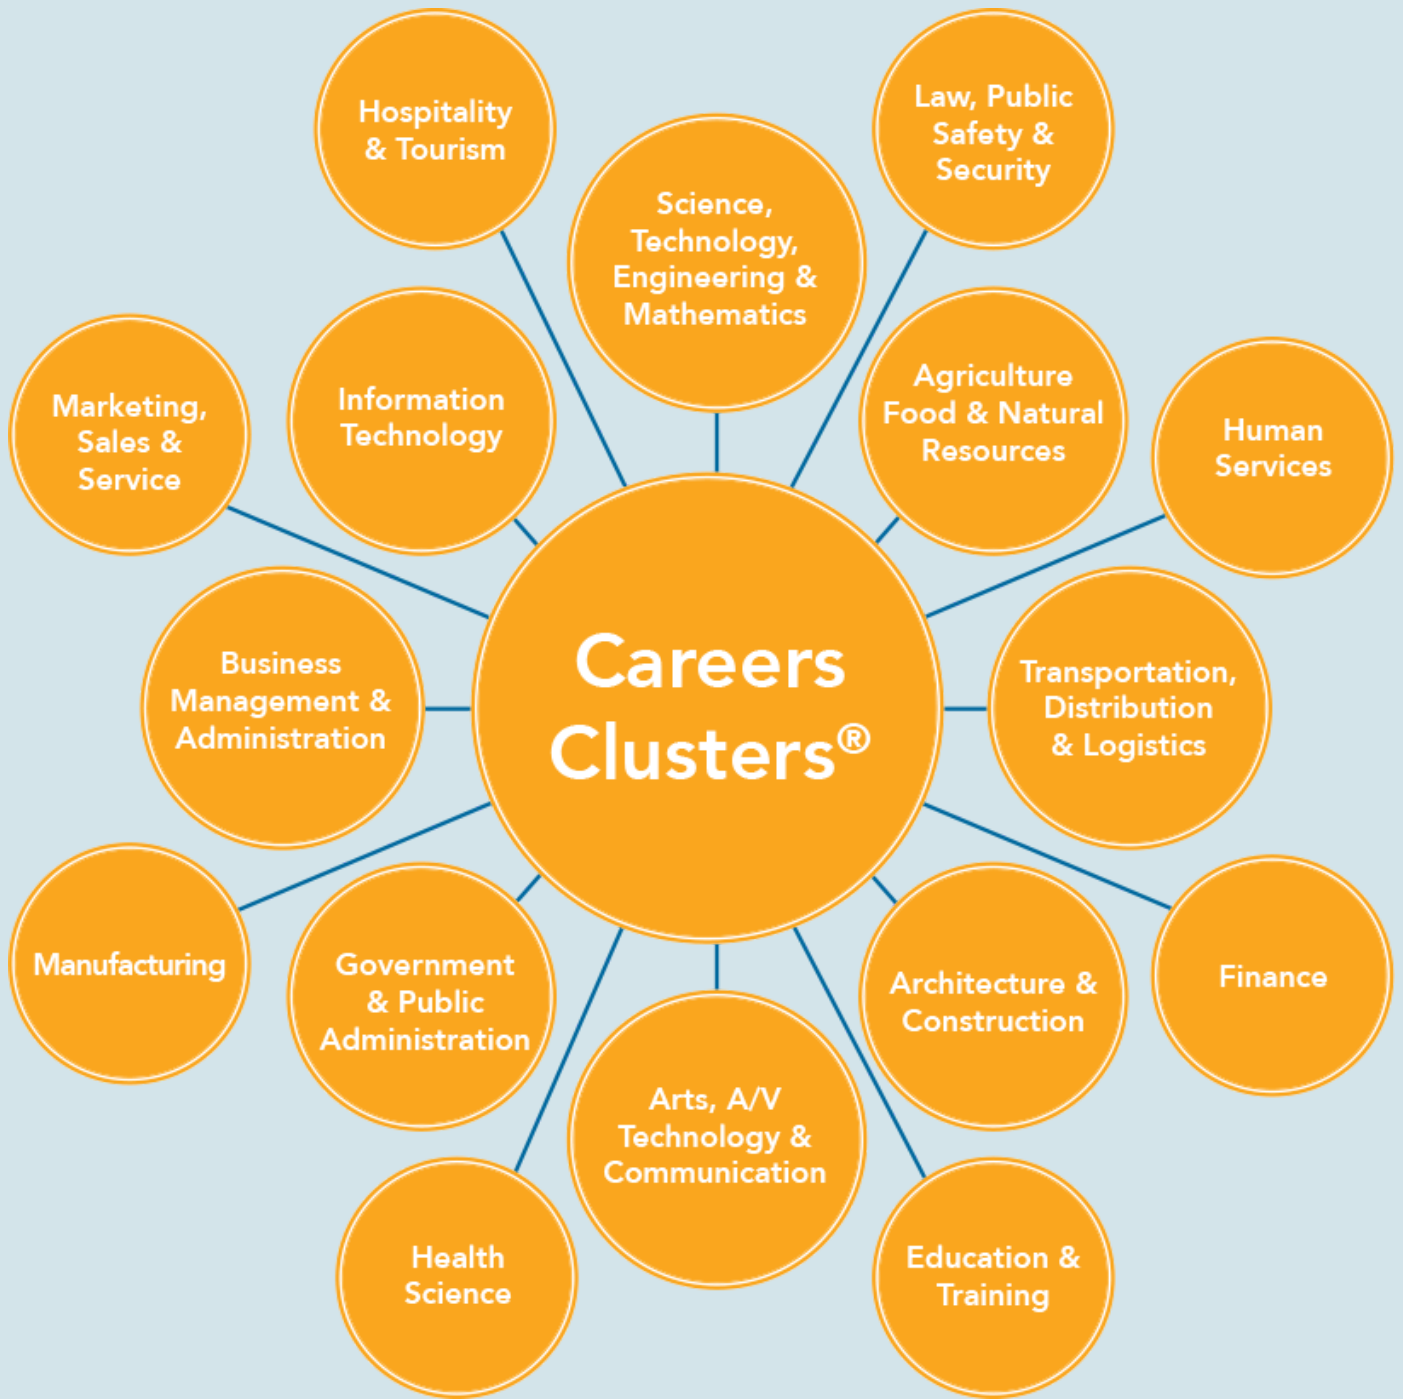 Hospitality
& Tourism
Law, Public
Safety &
Security
Science,
Technology,
Engineering &
Mathematics
Marketing,
Sales &
Service
Information
Technology
Agriculture
Food & Natural
Resources
Human
Services
Careers
Clusters®
Business
Management &
Administration
Transportation,
Distribution
& Logistics
Manufacturing
Government
& Public
Administration
Architecture &
Construction
Finance
Arts, A/V
Technology &
Communication
Health
Science
Education &
Training